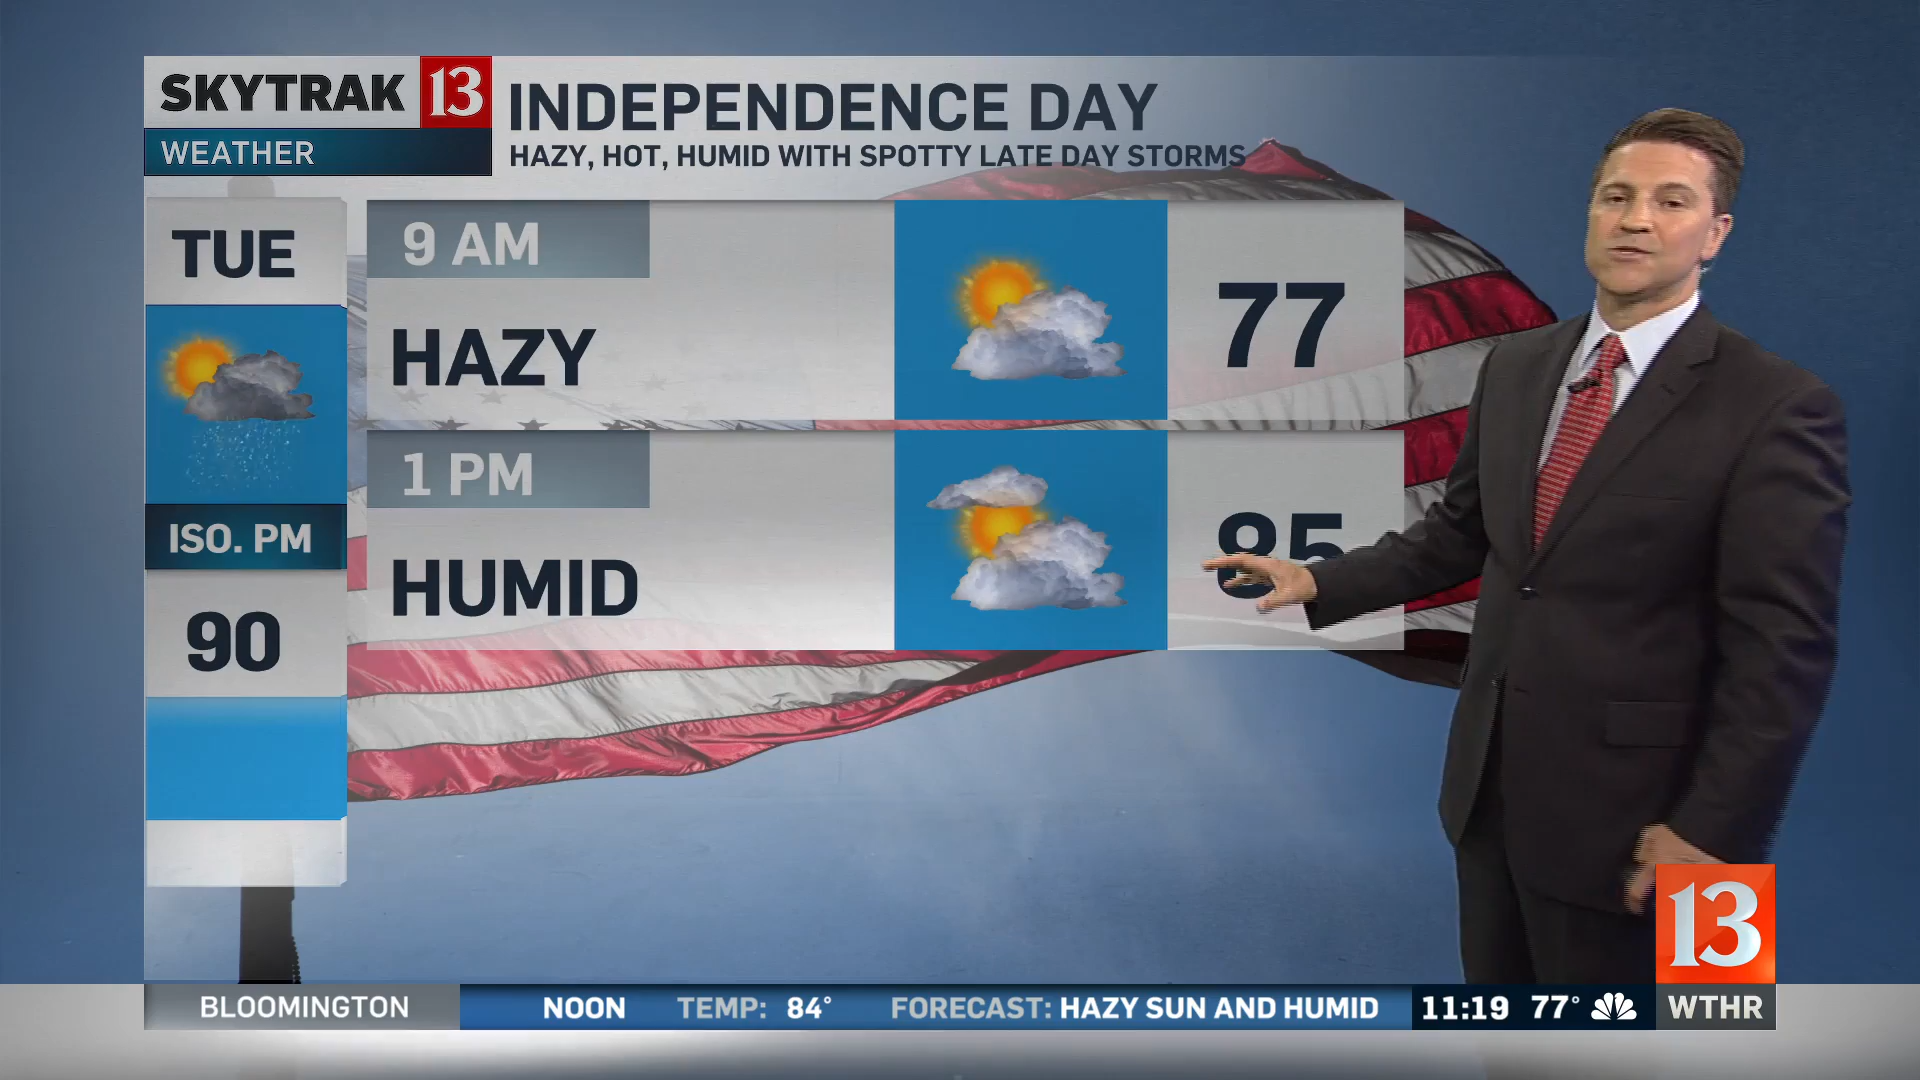 SKYTRAK 13
WEATHER
INDEPENDENCE DAY
HAZY, HOT, HUMID WITH SPOTTY LATE DAY STORMS
TUE
ISO. PM
90
9 AM
HAZY
77
1 PM
HUMID
85
13
WTHR
BLOOMINGTON NOON TEMP: 84° FORECAST: HAZY SUN AND HUMID 11:19 77°